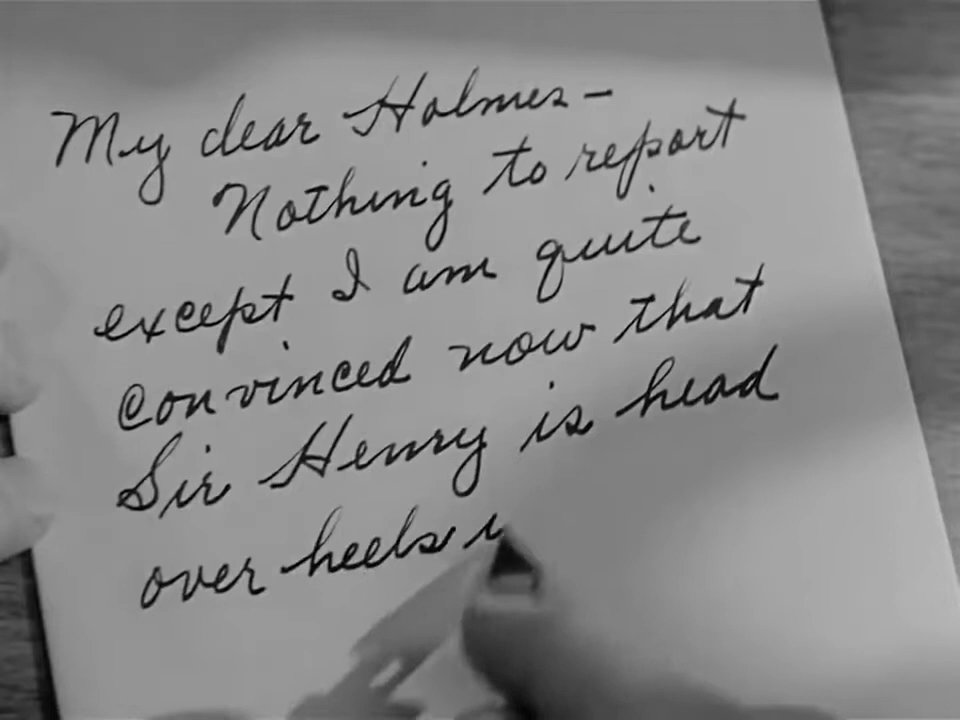 My dear Holmes-
Nothing to report
except I am quite
convinced now that
Sir Henry is head
over heels i